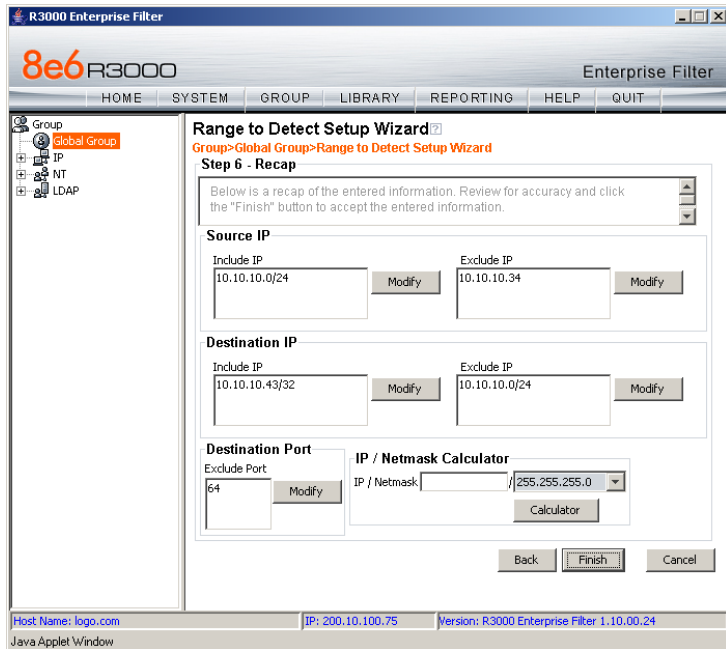 R3000 Enterprise Filter
8e6 R3000
Enterprise Filter
HOME SYSTEM GROUP LIBRARY REPORTING HELP QUIT
Group
Global Group
IP
NT
LDAP
Range to Detect Setup Wizard?
Group>Global Group>Range to Detect Setup Wizard
Step 6 - Recap
Below is a recap of the entered information. Review for accuracy and click
the "Finish" button to accept the entered information.
Source IP
Include IP Exclude IP
10.10.10.0/24 Modify 10.10.10.34 Modify
Destination IP
Include IP Exclude IP
10.10.10.43/32 Modify 10.10.10.0/24 Modify
Destination Port
Exclude Port
64 Modify
IP / Netmask Calculator
IP / Netmask / 255.255.255.0
Calculator
Back Finish Cancel
Host Name: logo.com IP: 200.10.100.75 Version: R3000 Enterprise Filter 1.10.00.24
Java Applet Window